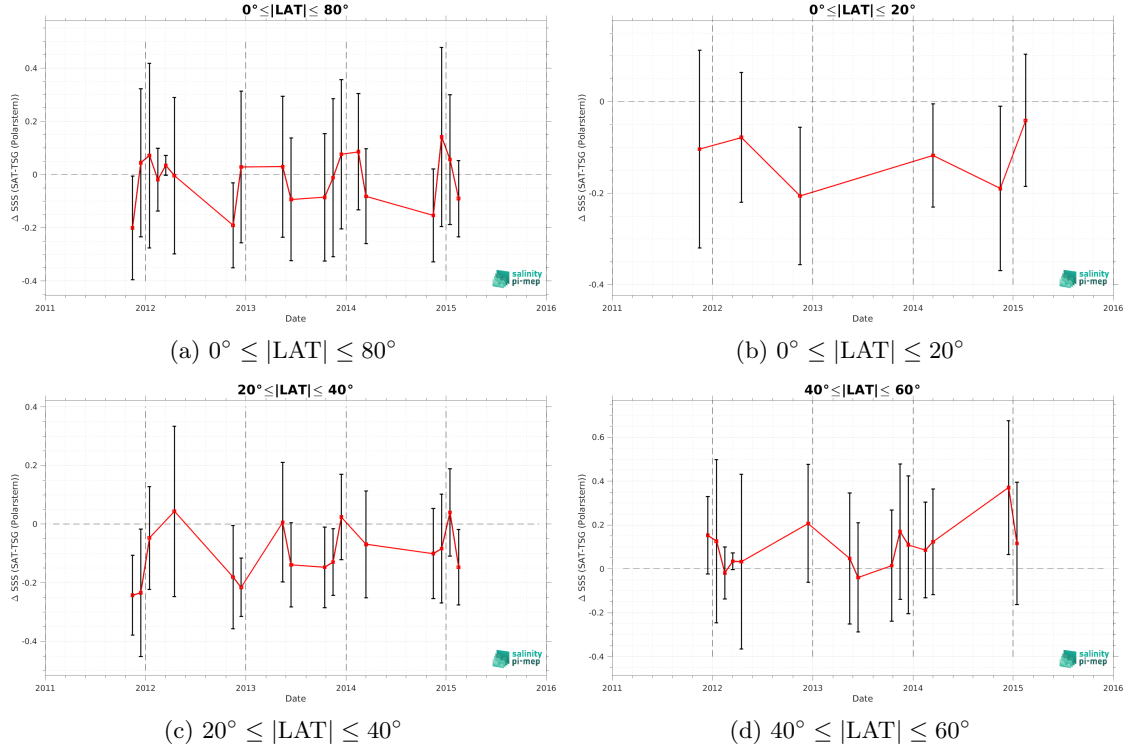 0°≤|LAT|≤ 80°
Δ SSS (SAT-TSG (Polarstern))
0.4
0.2
0
-0.2
-0.4
2011
2012
2013
2014
2015
2016
Date
salinity
pi-mep
(a) 0° ≤ |LAT| ≤ 80°
0°≤|LAT|≤ 20°
Δ SSS (SAT-TSG (Polarstern))
0
-0.2
-0.4
2011
2012
2013
2014
2015
2016
Date
salinity
pi-mep
(b) 0° ≤ |LAT| ≤ 20°
20°≤|LAT|≤ 40°
Δ SSS (SAT-TSG (Polarstern))
0.4
0.2
0
-0.2
-0.4
2011
2012
2013
2014
2015
2016
Date
salinity
pi-mep
(c) 20° ≤ |LAT| ≤ 40°
40°≤|LAT|≤ 60°
Δ SSS (SAT-TSG (Polarstern))
0.6
0.4
0.2
0
-0.2
-0.4
2011
2012
2013
2014
2015
2016
Date
salinity
pi-mep
(d) 40° ≤ |LAT| ≤ 60°